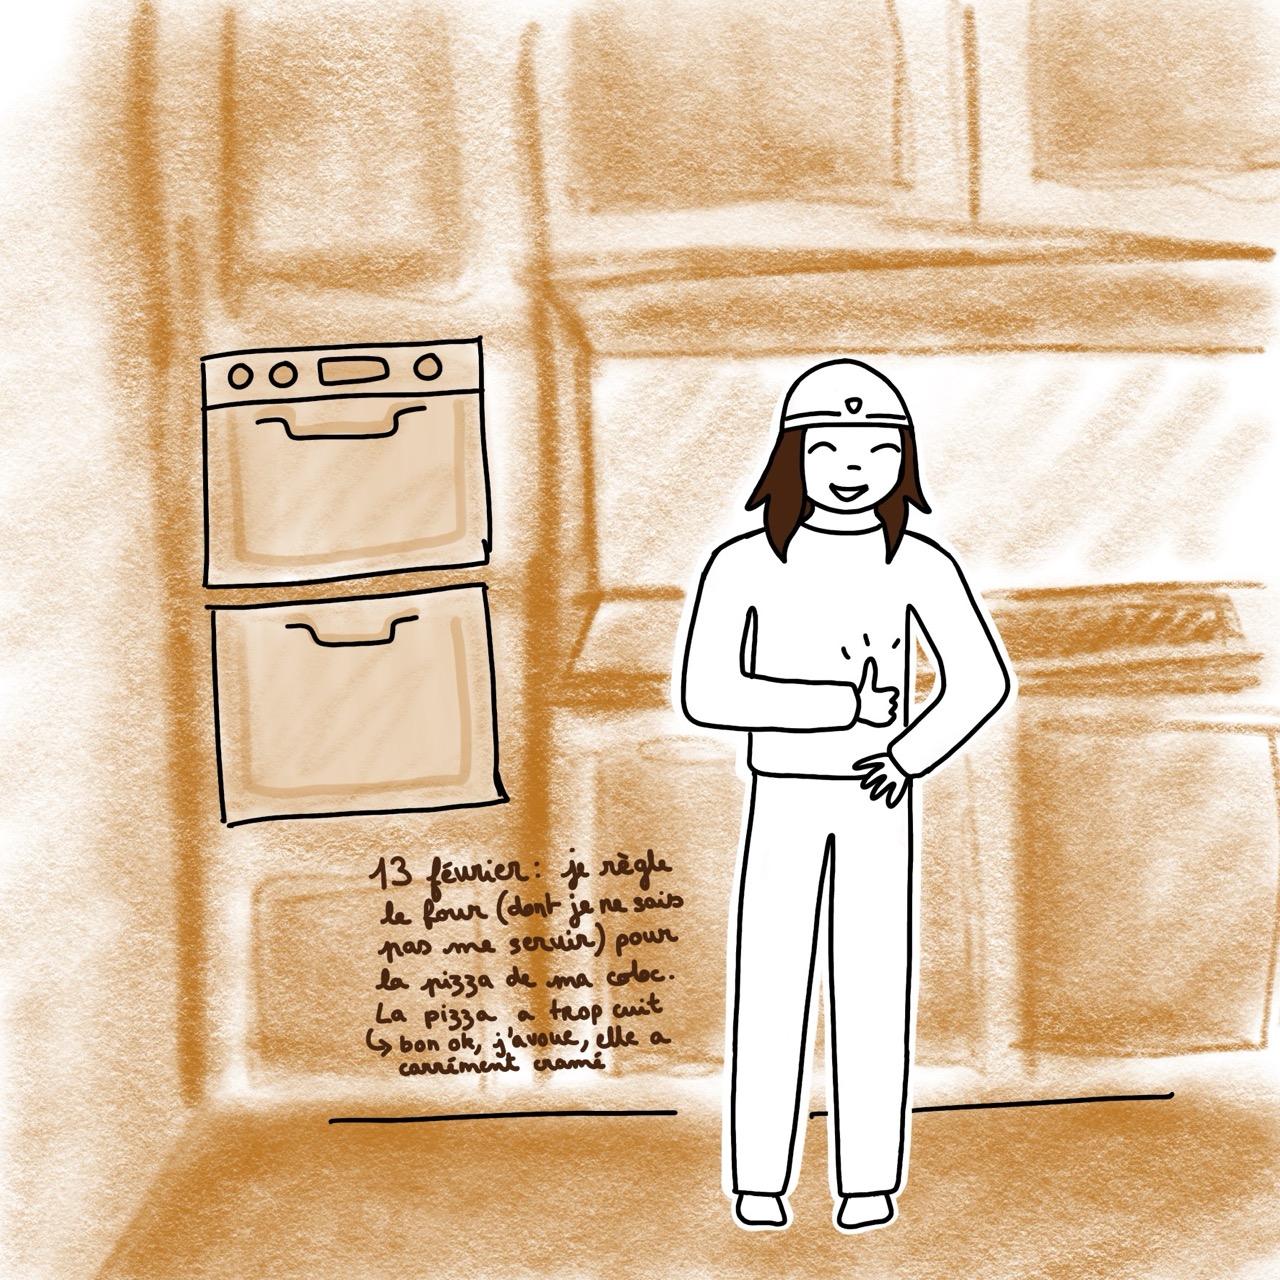 13 février : je règle
le four (dont je ne sais
pas me servir) pour
la pizza de ma coloc.
La pizza a trop cuit
↳ bon ok, j'avoue, elle a
carrément cramé